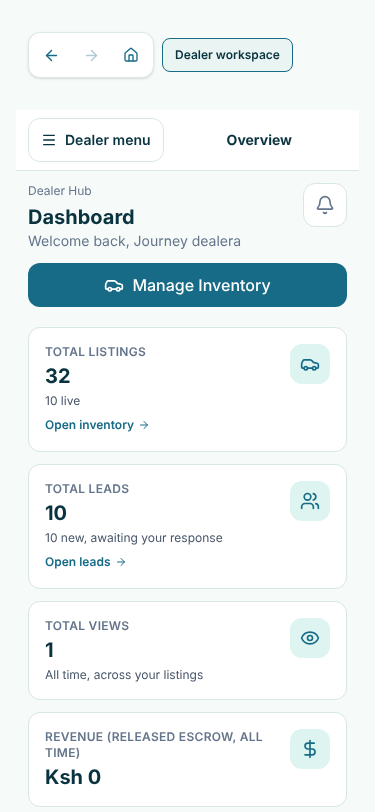 Dealer workspace
Dealer menu
Overview
Dealer Hub
Dashboard
Welcome back, Journey dealera
Manage Inventory
TOTAL LISTINGS
32
10 live
Open inventory →
TOTAL LEADS
10
10 new, awaiting your response
Open leads →
TOTAL VIEWS
1
All time, across your listings
REVENUE (RELEASED ESCROW, ALL
TIME)
Ksh 0